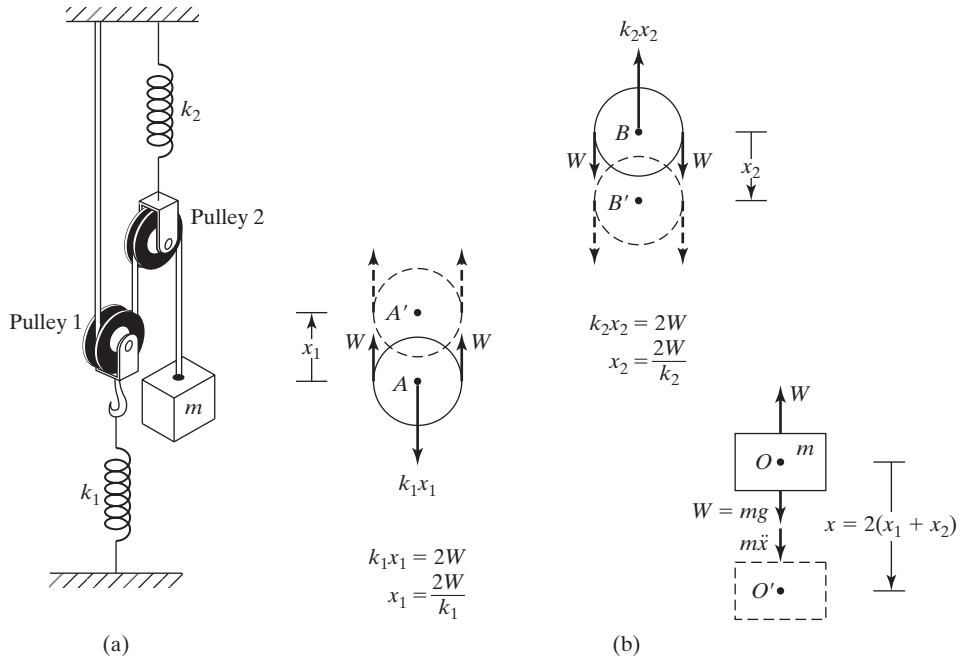 k₂
Pulley 2
Pulley 1
m
k₁
(a)
k₂x₂
B
W
W
B′
x₂
k₂x₂ = 2W
x₂ = 2W/k₂
A′
x₁
W
W
A
k₁x₁
k₁x₁ = 2W
x₁ = 2W/k₁
W
O
m
W = mg
mẍ
x = 2(x₁ + x₂)
O′
(b)